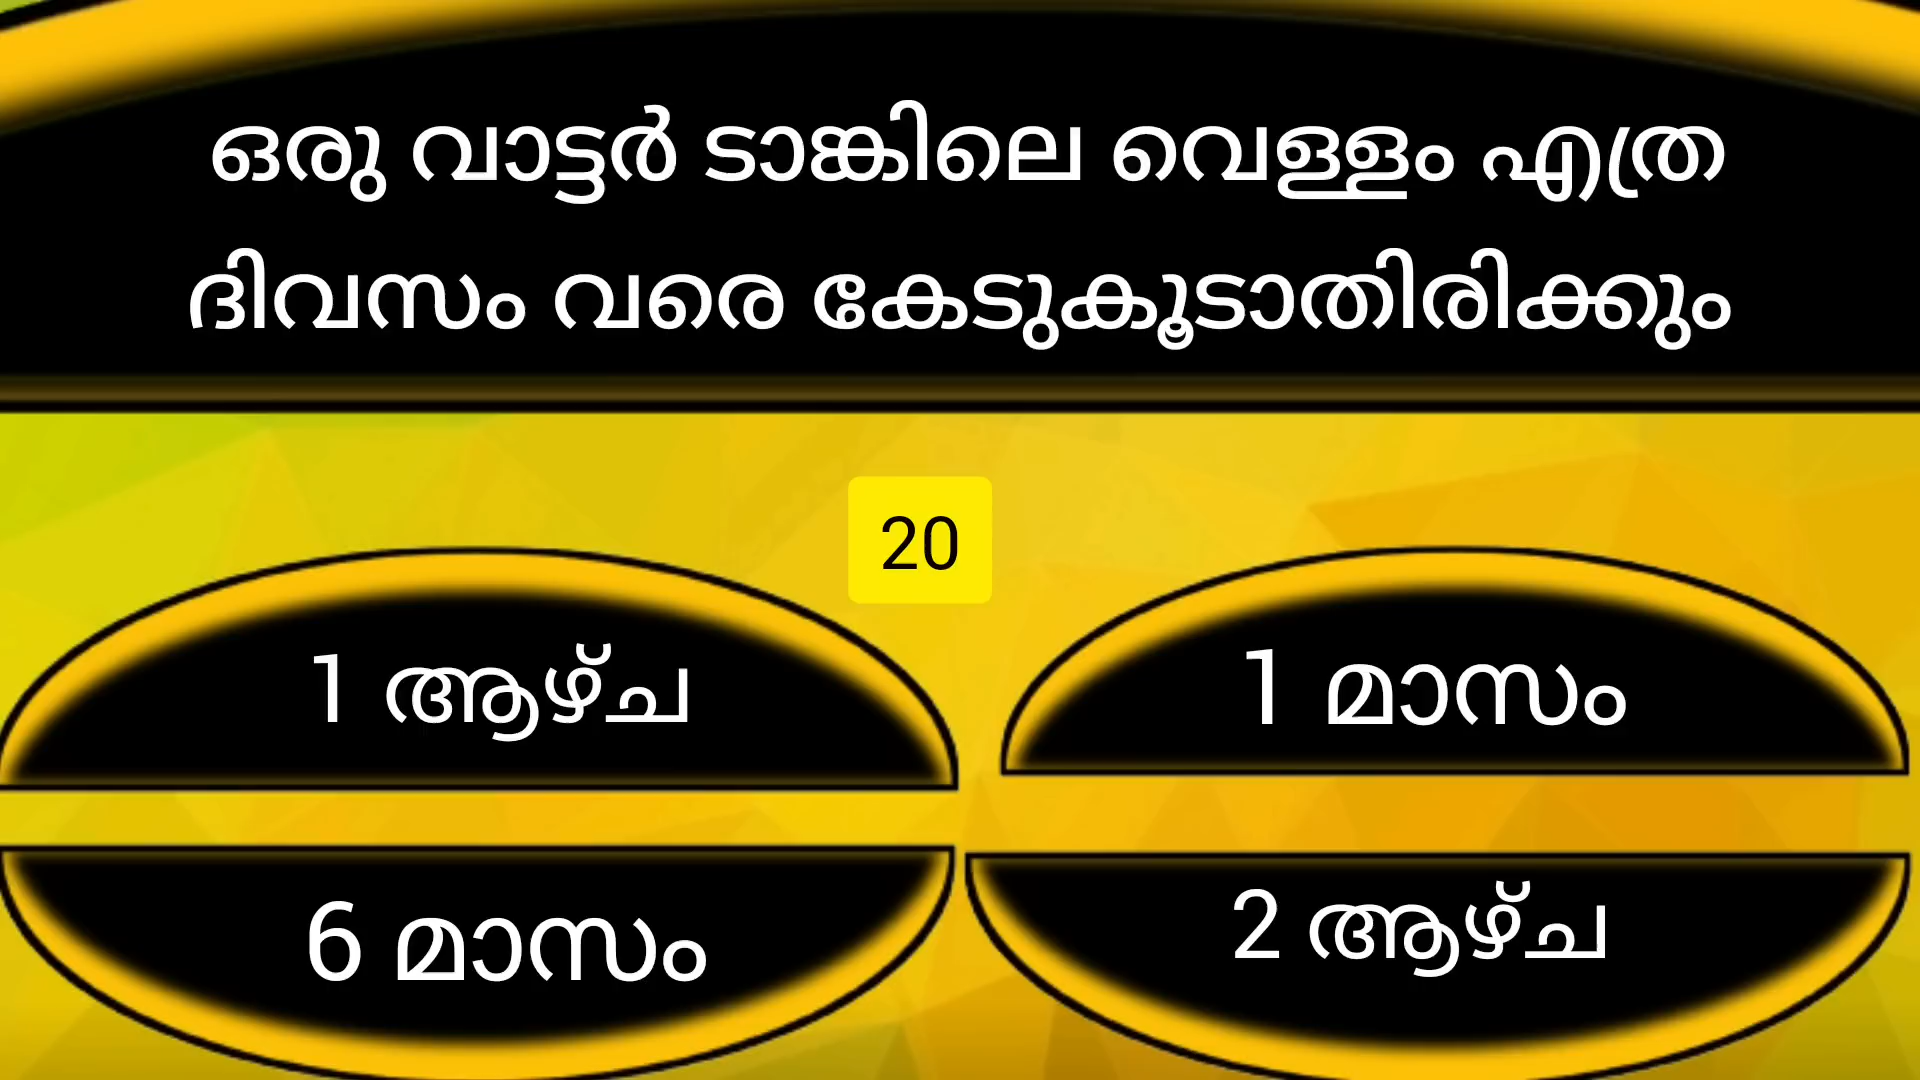 ഒരു വാട്ടർ ടാങ്കിലെ വെള്ളം എത്ര
ദിവസം വരെ കേടുകൂടാതിരിക്കും
20
1 ആഴ്ച
1 മാസം
6 മാസം
2 ആഴ്ച